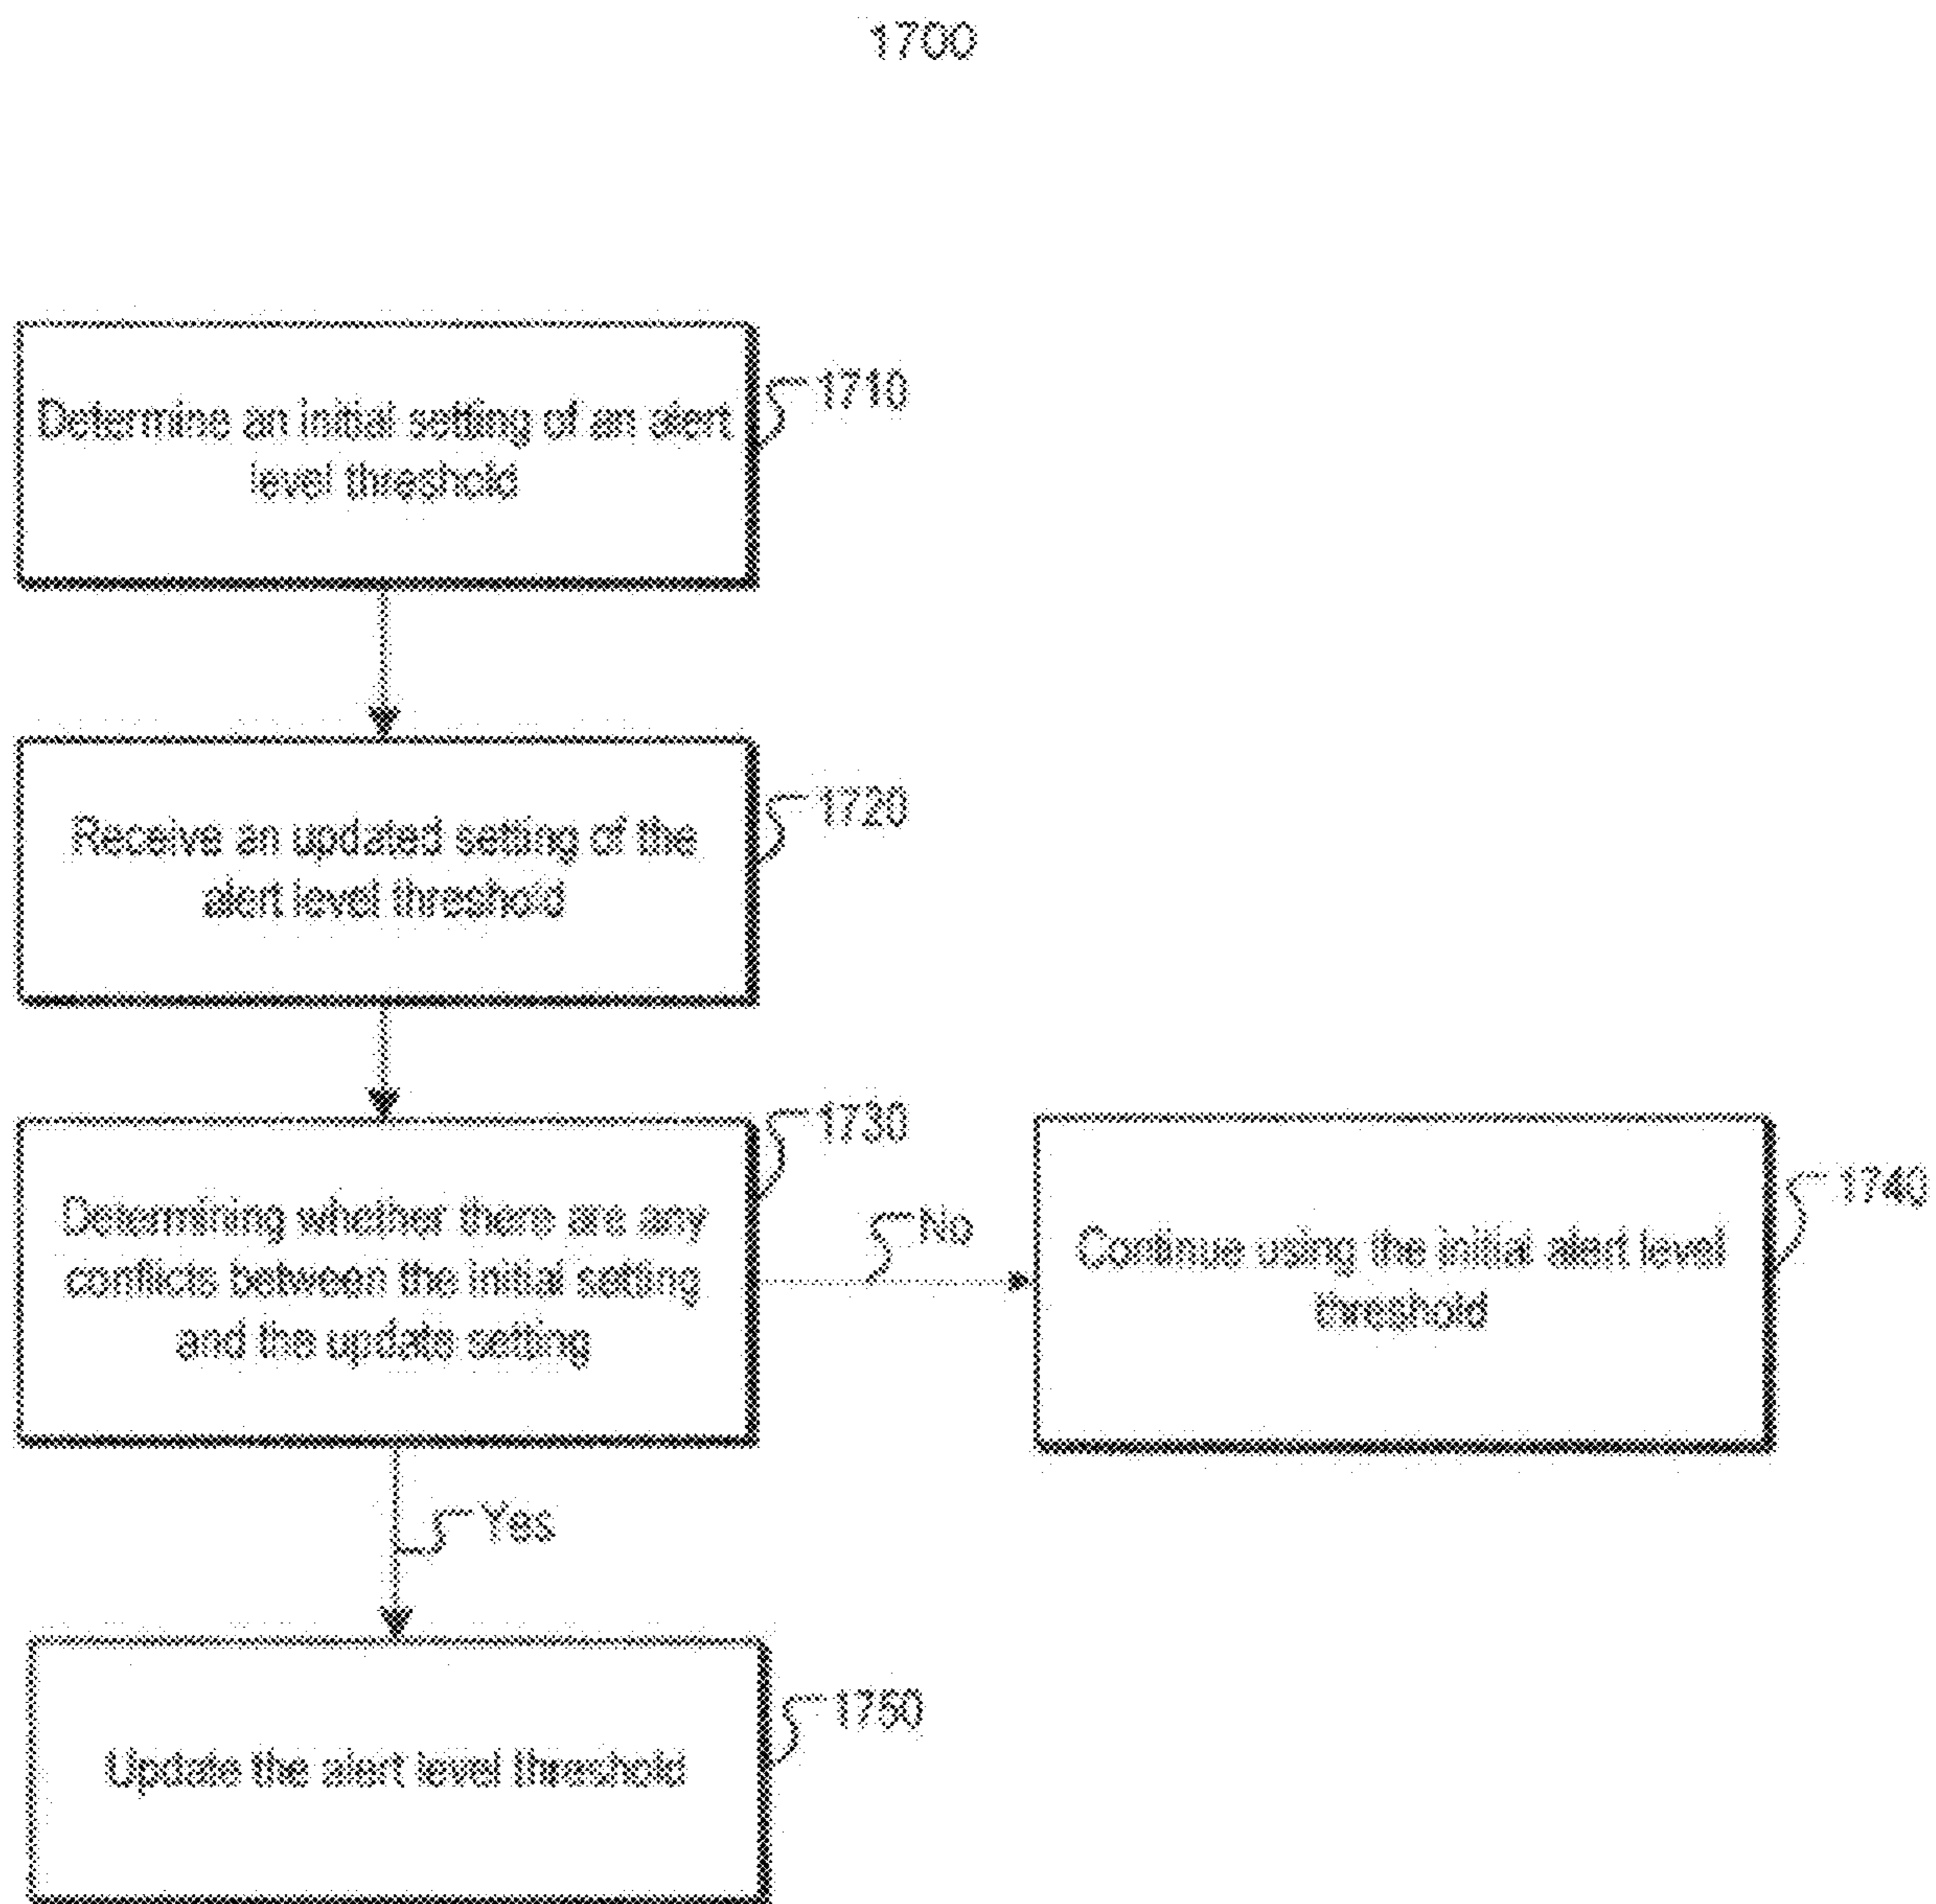 1700
Determine an initial setting of an alert
level threshold
1710
Receive an updated setting of the
alert level threshold
1720
1730
Determining whether there are any
conflicts between the initial setting
and the update setting
No
Continue using the initial alert level
threshold
1740
Yes
Update the alert level threshold
1750